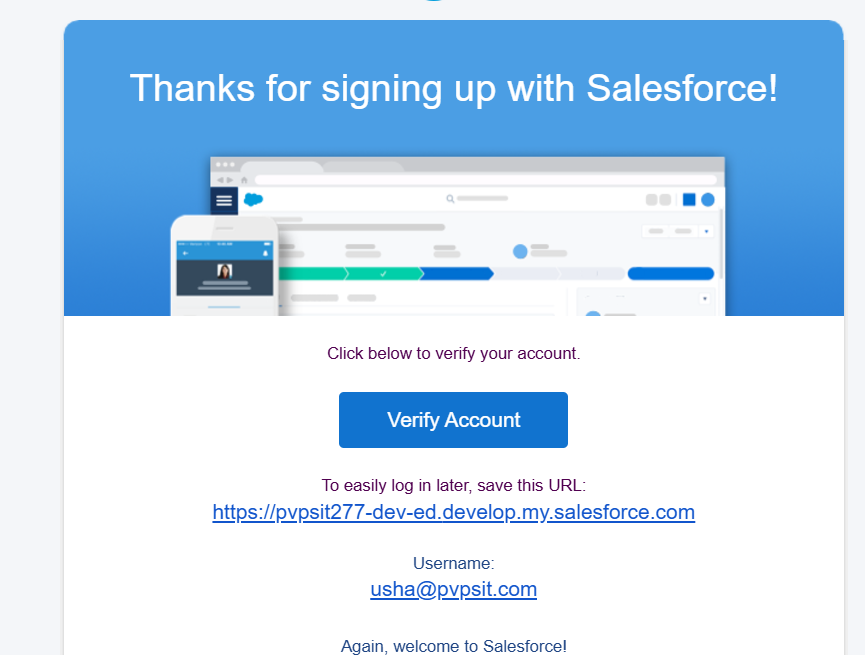 Thanks for signing up with Salesforce!
Click below to verify your account.
Verify Account
To easily log in later, save this URL:
https://pvpsit277-dev-ed.develop.my.salesforce.com
Username:
usha@pvpsit.com
Again, welcome to Salesforce!